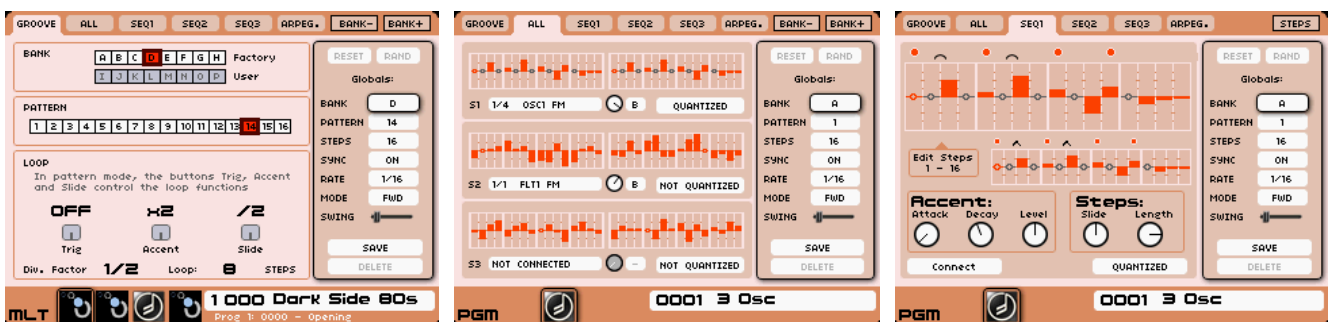 GROOVE ALL SEQ1 SEQ2 SEQ3 ARPEG. BANK- BANK+
BANK
A B C D E F G H Factory
I J K L M N O P User
PATTERN
1 2 3 4 5 6 7 8 9 10 11 12 13 14 15 16
LOOP
In pattern mode, the buttons Trig, Accent
and Slide control the loop functions
OFF x2 /2
Trig Accent Slide
Div. Factor 1/2 Loop: 8 STEPS
RESET RAND
Globals:
BANK D
PATTERN 14
STEPS 16
SYNC ON
RATE 1/16
MODE FWD
SWING
SAVE
DELETE
MLT 1 000 Dark Side 80s
Prog 1: 0000 - Opening
GROOVE ALL SEQ1 SEQ2 SEQ3 ARPEG. BANK- BANK+
S1 1/4 OSC1 FM B QUANTIZED
S2 1/1 FLT1 FM B NOT QUANTIZED
S3 NOT CONNECTED - NOT QUANTIZED
RESET RAND
Globals:
BANK A
PATTERN 1
STEPS 16
SYNC ON
RATE 1/16
MODE FWD
SWING
SAVE
DELETE
PGM 0001 3 Osc
GROOVE ALL SEQ1 SEQ2 SEQ3 ARPEG. STEPS
Edit Steps
1 - 16
Accent:
Attack Decay Level
Steps:
Slide Length
Connect QUANTIZED
RESET RAND
Globals:
BANK A
PATTERN 1
STEPS 16
SYNC ON
RATE 1/16
MODE FWD
SWING
SAVE
DELETE
PGM 0001 3 Osc